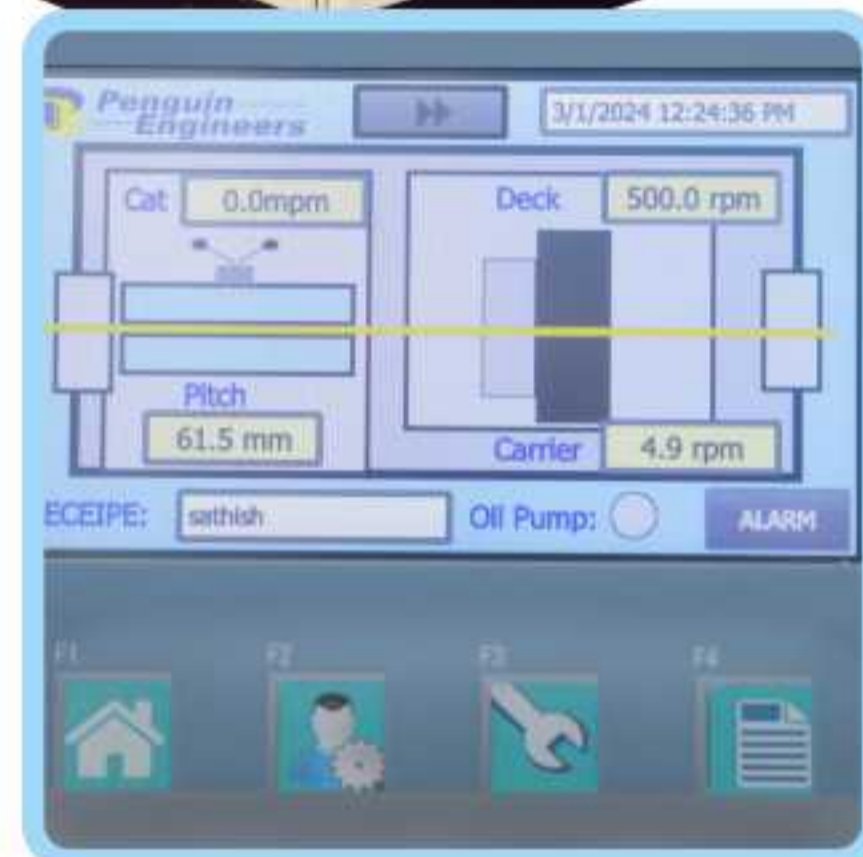 Penguin
Engineers
3/1/2024 12:24:36 PM
Cat 0.0mpm
Deck 500.0 rpm
Pitch
61.5 mm
Carrier 4.9 rpm
ECEIPE: sathish
Oil Pump:
ALARM
F1 F2 F3 F4